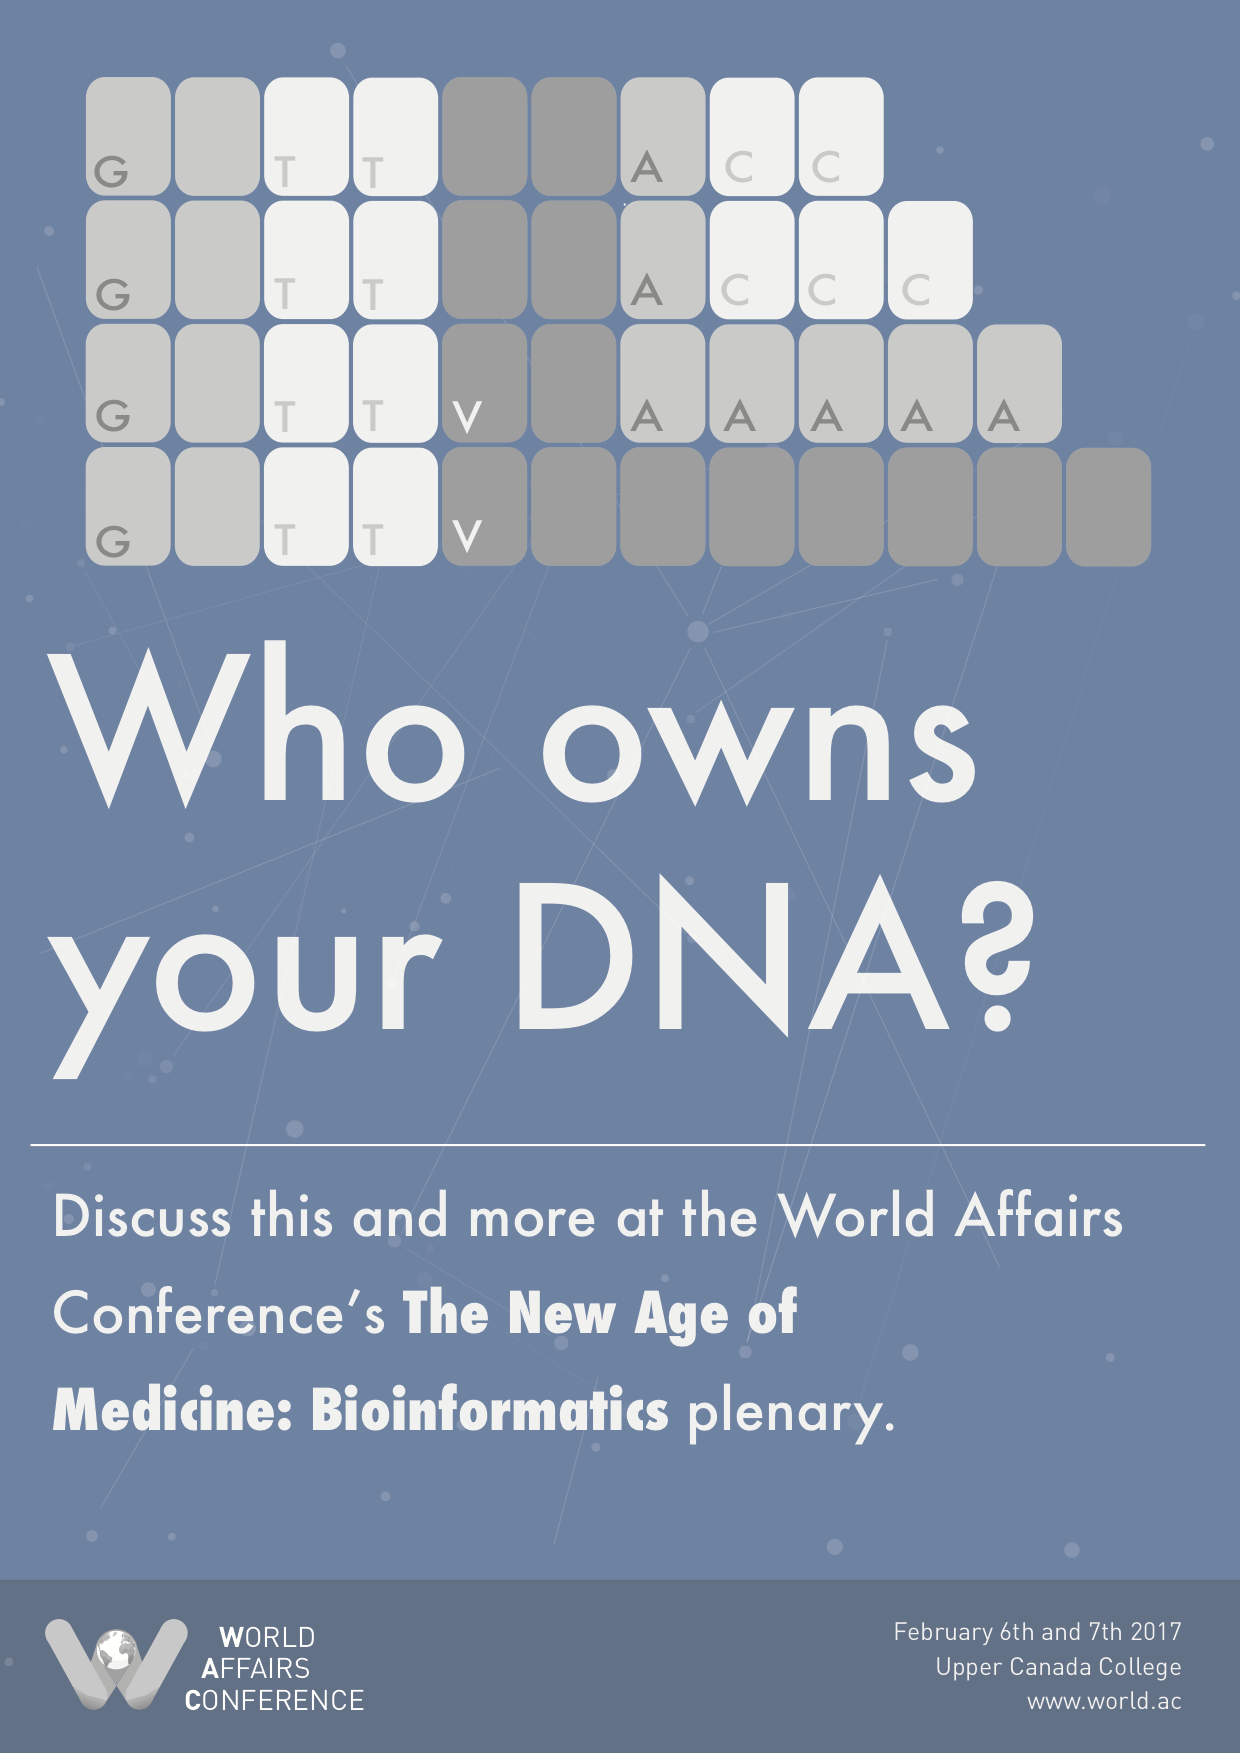 G T T A C C
G T T A C C C
G T T V A A A A A
G T T V
Who owns
your DNA?
Discuss this and more at the World Affairs
Conference’s The New Age of
Medicine: Bioinformatics plenary.
WORLD
AFFAIRS
CONFERENCE
February 6th and 7th 2017
Upper Canada College
www.world.ac